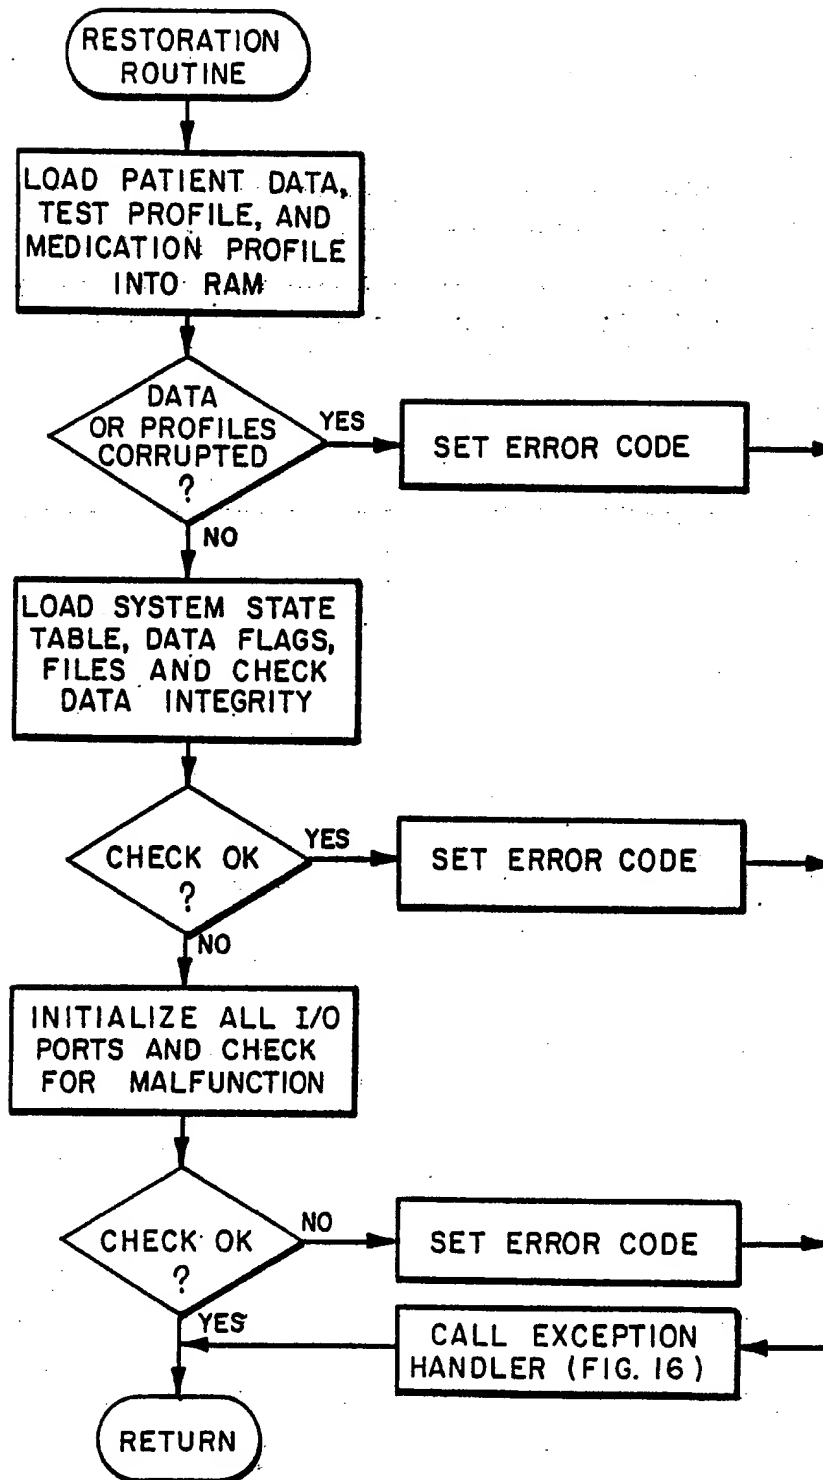 RESTORATION
ROUTINE
LOAD PATIENT DATA,
TEST PROFILE, AND
MEDICATION PROFILE
INTO RAM
DATA
OR PROFILES
CORRUPTED
?
YES
SET ERROR CODE
NO
LOAD SYSTEM STATE
TABLE, DATA FLAGS,
FILES AND CHECK
DATA INTEGRITY
CHECK OK
?
YES
SET ERROR CODE
NO
INITIALIZE ALL I/O
PORTS AND CHECK
FOR MALFUNCTION
CHECK OK
?
NO
SET ERROR CODE
YES
CALL EXCEPTION
HANDLER (FIG. 16)
RETURN